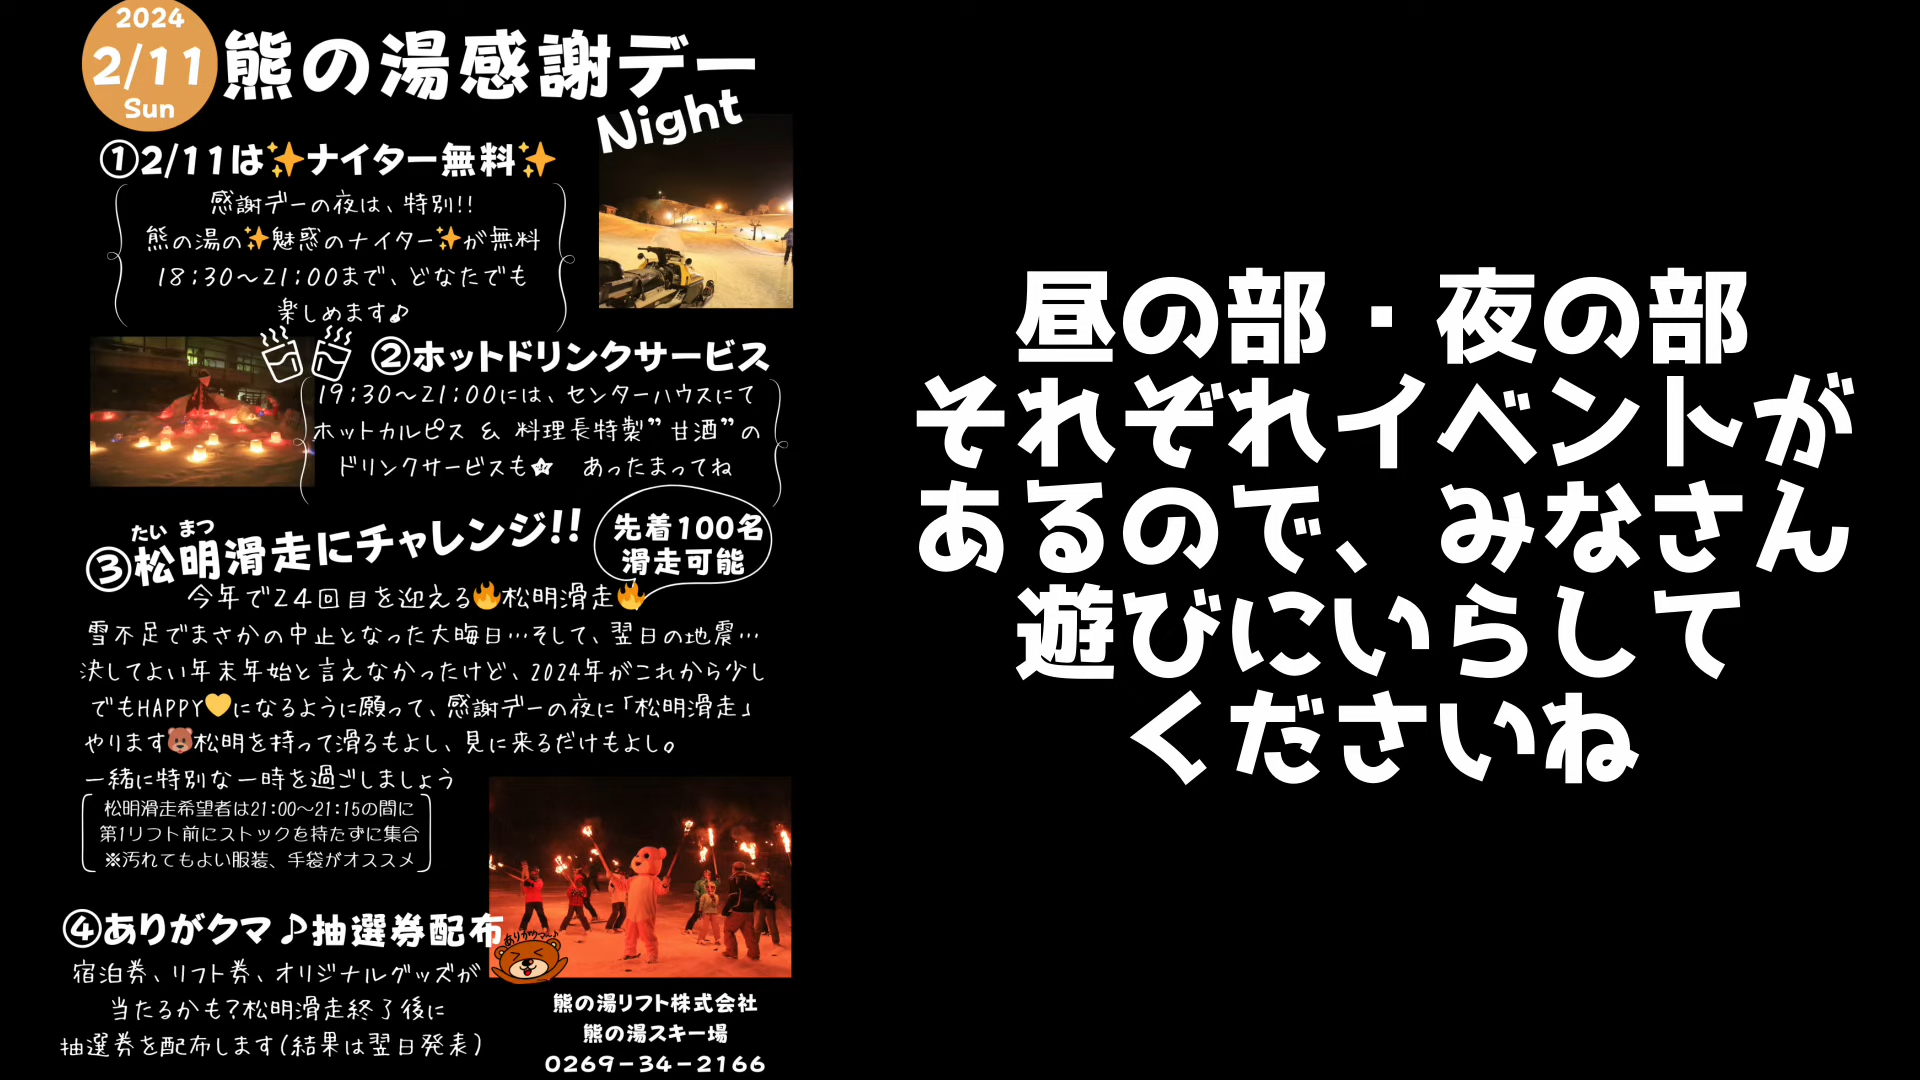 2024
2/11
Sun
熊の湯感謝デー
Night
①2/11は✨ナイター無料✨
感謝デーの夜は、特別!!
熊の湯の✨魅惑のナイター✨が無料
18:30～21:00まで、どなたでも
楽しめます♪
②ホットドリンクサービス
19:30～21:00には、センターハウスにて
ホットカルピス & 料理長特製”甘酒”の
ドリンクサービスも☆ あったまってね
たい まつ
③松明滑走にチャレンジ!!
先着100名
滑走可能
今年で24回目を迎える🔥松明滑走🔥
雪不足でまさかの中止となった大晦日…そして、翌日の地震…
決してよい年末年始と言えなかったけど、2024年がこれから少し
でもHAPPY💛になるように願って、感謝デーの夜に「松明滑走」
やります🐻松明を持って滑るもよし、見に来るだけもよし。
一緒に特別な一時を過ごしましょう
松明滑走希望者は21:00～21:15の間に
第1リフト前にストックを持たずに集合
※汚れてもよい服装、手袋がオススメ
④ありがクマ♪抽選券配布
ありがクマ～♪
宿泊券、リフト券、オリジナルグッズが
当たるかも?松明滑走終了後に
抽選券を配布します(結果は翌日発表)
熊の湯リフト株式会社
熊の湯スキー場
0269-34-2166
昼の部・夜の部
それぞれイベントが
あるので、みなさん
遊びにいらして
くださいね